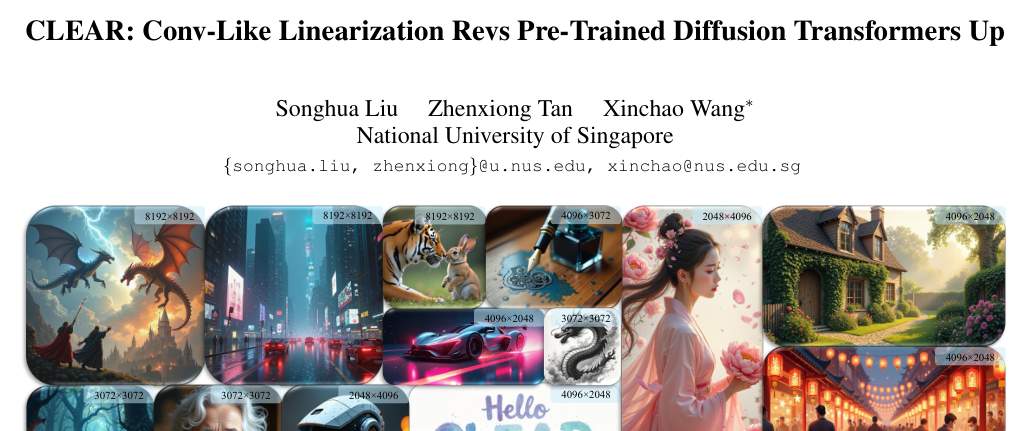 CLEAR: Conv-Like Linearization Revs Pre-Trained Diffusion Transformers Up
Songhua Liu Zhenxiong Tan Xinchao Wang*
National University of Singapore
{songhua.liu, zhenxiong}@u.nus.edu, xinchao@nus.edu.sg
8192×8192
8192×8192
8192×8192
4096×3072
2048×4096
4096×2048
4096×2048
3072×3072
4096×2048
3072×3072
3072×3072
2048×4096
4096×2048
Hello
CLEAR